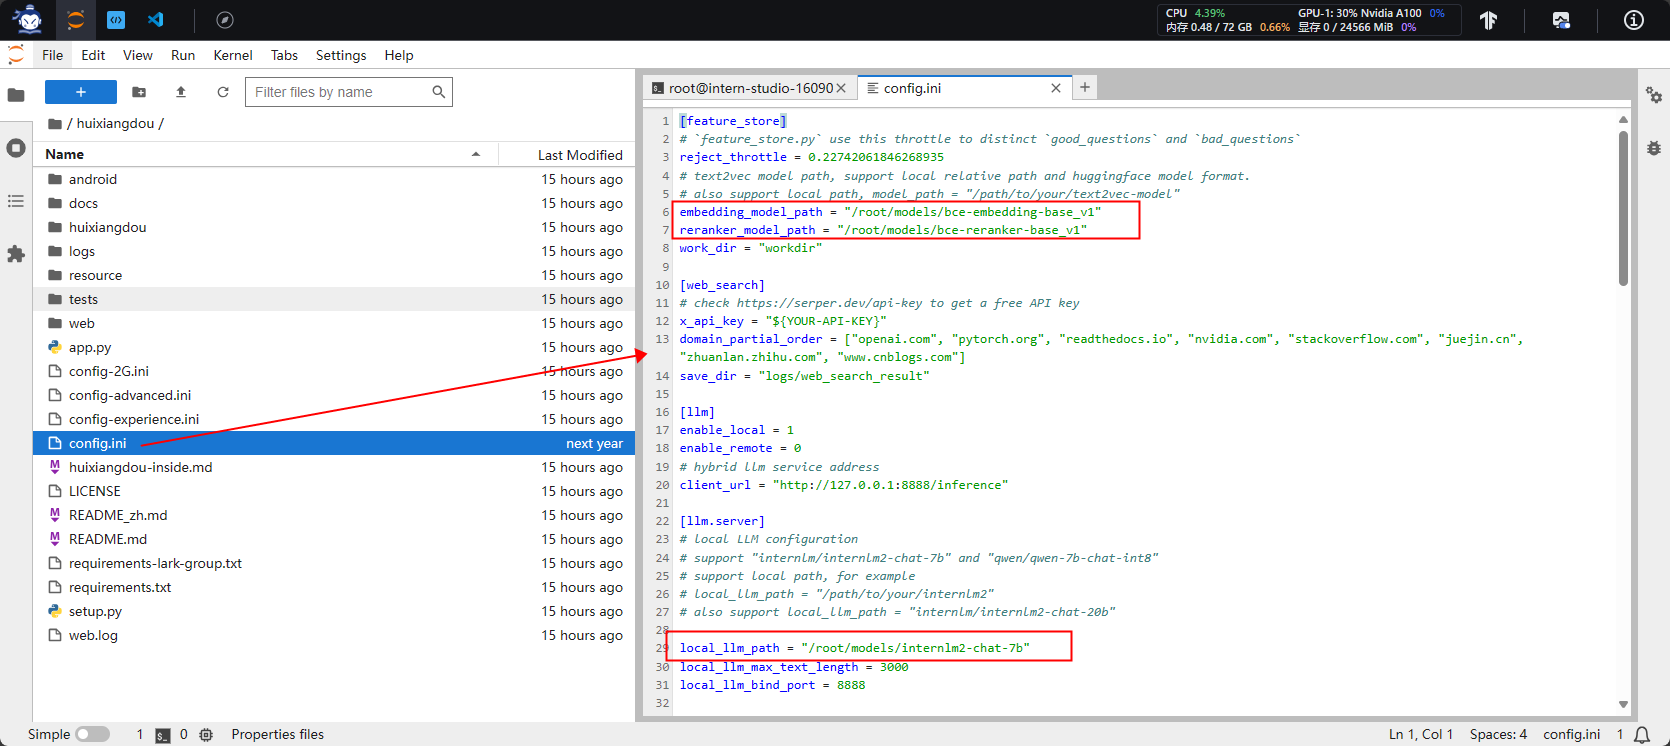 CPU 4.39% GPU-1: 30% Nvidia A100 0%
内存 0.48 / 72 GB 0.66% 显存 0 / 24566 MiB 0%
File Edit View Run Kernel Tabs Settings Help
+ Filter files by name
/ huixiangdou /
Name Last Modified
android 15 hours ago
docs 15 hours ago
huixiangdou 15 hours ago
logs 15 hours ago
resource 15 hours ago
tests 15 hours ago
web 15 hours ago
app.py 15 hours ago
config-2G.ini 15 hours ago
config-advanced.ini 15 hours ago
config-experience.ini 15 hours ago
config.ini next year
huixiangdou-inside.md 15 hours ago
LICENSE 15 hours ago
README_zh.md 15 hours ago
README.md 15 hours ago
requirements-lark-group.txt 15 hours ago
requirements.txt 15 hours ago
setup.py 15 hours ago
web.log 15 hours ago
root@intern-studio-16090 config.ini
1 [feature_store]
2 # `feature_store.py` use this throttle to distinct `good_questions` and `bad_questions`
3 reject_throttle = 0.22742061846268935
4 # text2vec model path, support local relative path and huggingface model format.
5 # also support local path, model_path = "/path/to/your/text2vec-model"
6 embedding_model_path = "/root/models/bce-embedding-base_v1"
7 reranker_model_path = "/root/models/bce-reranker-base_v1"
8 work_dir = "workdir"
9
10 [web_search]
11 # check https://serper.dev/api-key to get a free API key
12 x_api_key = "${YOUR-API-KEY}"
13 domain_partial_order = ["openai.com", "pytorch.org", "readthedocs.io", "nvidia.com", "stackoverflow.com", "juejin.cn",
"zhuanlan.zhihu.com", "www.cnblogs.com"]
14 save_dir = "logs/web_search_result"
15
16 [llm]
17 enable_local = 1
18 enable_remote = 0
19 # hybrid llm service address
20 client_url = "http://127.0.0.1:8888/inference"
21
22 [llm.server]
23 # local LLM configuration
24 # support "internlm/internlm2-chat-7b" and "qwen/qwen-7b-chat-int8"
25 # support local path, for example
26 # local_llm_path = "/path/to/your/internlm2"
27 # also support local_llm_path = "internlm/internlm2-chat-20b"
28
29 local_llm_path = "/root/models/internlm2-chat-7b"
30 local_llm_max_text_length = 3000
31 local_llm_bind_port = 8888
32
Simple 1 0 Properties files Ln 1, Col 1 Spaces: 4 config.ini 1